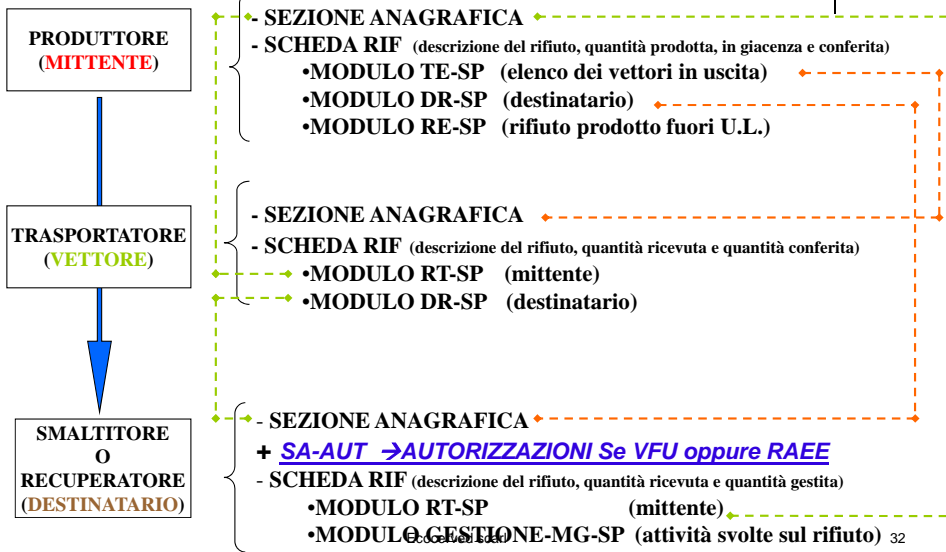 PRODUTTORE
(MITTENTE)
- SEZIONE ANAGRAFICA
- SCHEDA RIF (descrizione del rifiuto, quantità prodotta, in giacenza e conferita)
•MODULO TE-SP (elenco dei vettori in uscita)
•MODULO DR-SP (destinatario)
•MODULO RE-SP (rifiuto prodotto fuori U.L.)
TRASPORTATORE
(VETTORE)
- SEZIONE ANAGRAFICA
- SCHEDA RIF (descrizione del rifiuto, quantità ricevuta e quantità conferita)
•MODULO RT-SP (mittente)
•MODULO DR-SP (destinatario)
SMALTITORE
O
RECUPERATORE
(DESTINATARIO)
- SEZIONE ANAGRAFICA
+ SA-AUT →AUTORIZZAZIONI Se VFU oppure RAEE
- SCHEDA RIF (descrizione del rifiuto, quantità ricevuta e quantità gestita)
•MODULO RT-SP (mittente)
•MODULO GESTIONE-MG-SP (attività svolte sul rifiuto)
Ecocerved scarl
32